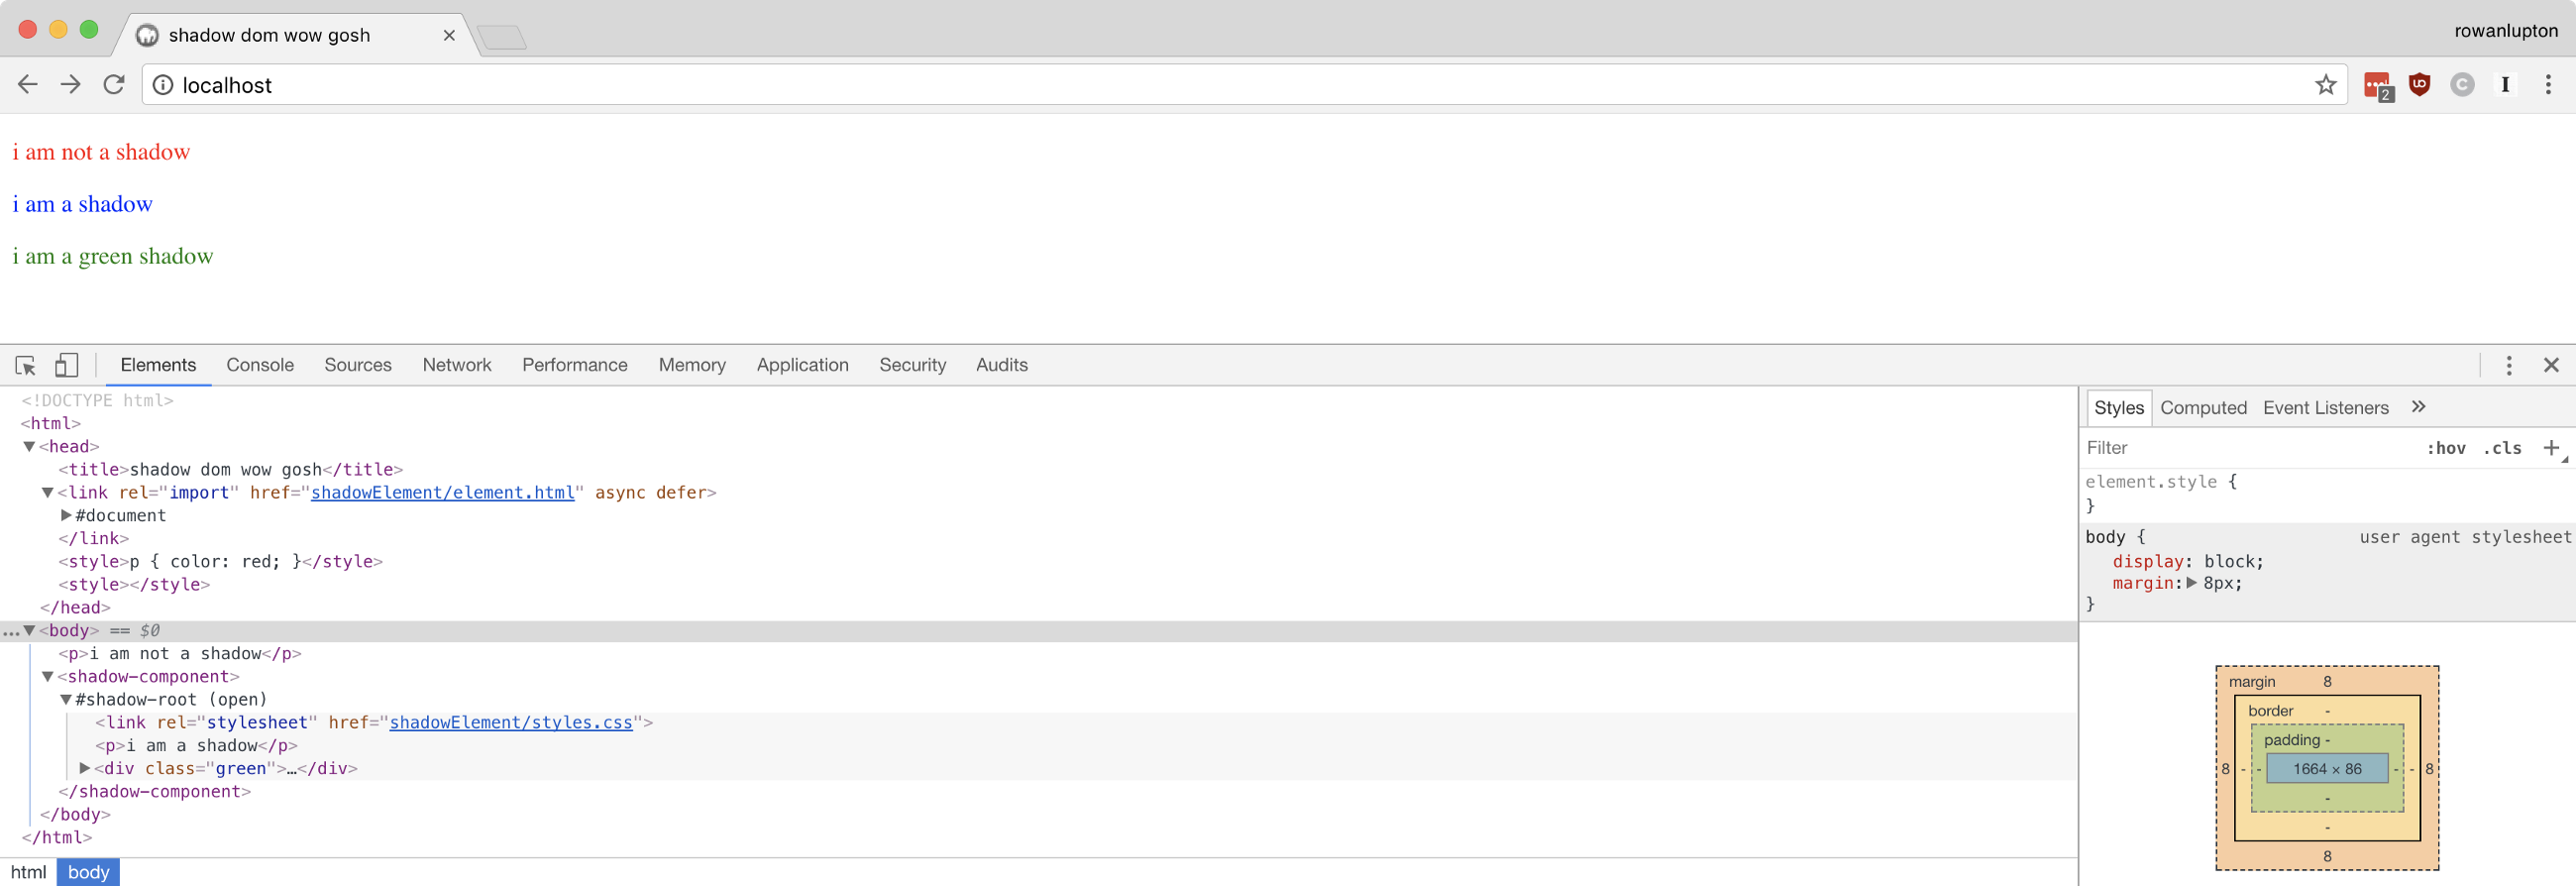 shadow dom wow gosh
rowanlupton
localhost
2
i am not a shadow
i am a shadow
i am a green shadow
Elements Console Sources Network Performance Memory Application Security Audits
<!DOCTYPE html>
<html>
<head>
<title>shadow dom wow gosh</title>
<link rel="import" href="shadowElement/element.html" async defer>
#document
</link>
<style>p { color: red; }</style>
<style></style>
</head>
…<body> == $0
<p>i am not a shadow</p>
<shadow-component>
#shadow-root (open)
<link rel="stylesheet" href="shadowElement/styles.css">
<p>i am a shadow</p>
<div class="green">…</div>
</shadow-component>
</body>
</html>
html body
Styles Computed Event Listeners »
Filter :hov .cls +
element.style {
}
body { user agent stylesheet
display: block;
margin: 8px;
}
margin 8
border -
padding -
8 - - 1664 × 86 - - 8
-
-
8